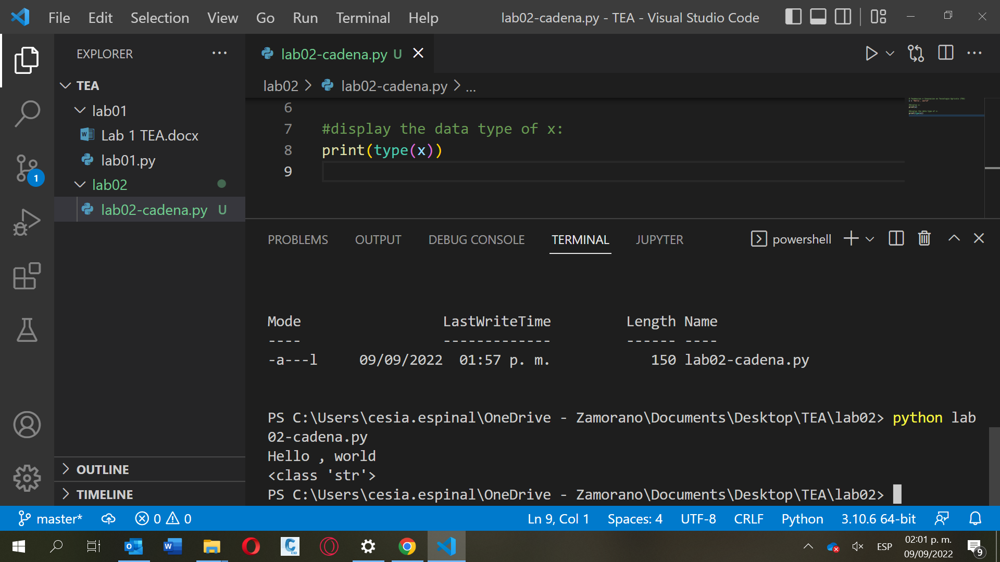 File Edit Selection View Go Run Terminal Help lab02-cadena.py - TEA - Visual Studio Code
EXPLORER
lab02-cadena.py U
TEA
lab01
Lab 1 TEA.docx
lab01.py
lab02
lab02-cadena.py U
OUTLINE
TIMELINE
1
lab02 > lab02-cadena.py > ...
6
7 #display the data type of x:
8 print(type(x))
9
PROBLEMS OUTPUT DEBUG CONSOLE TERMINAL JUPYTER powershell
Mode LastWriteTime Length Name
---- ------------- ------ ----
-a---l 09/09/2022 01:57 p. m. 150 lab02-cadena.py
PS C:\Users\cesia.espinal\OneDrive - Zamorano\Documents\Desktop\TEA\lab02> python lab
02-cadena.py
Hello , world
<class 'str'>
PS C:\Users\cesia.espinal\OneDrive - Zamorano\Documents\Desktop\TEA\lab02>
master* 0 0 Ln 9, Col 1 Spaces: 4 UTF-8 CRLF Python 3.10.6 64-bit
ESP 02:01 p. m.
09/09/2022 9